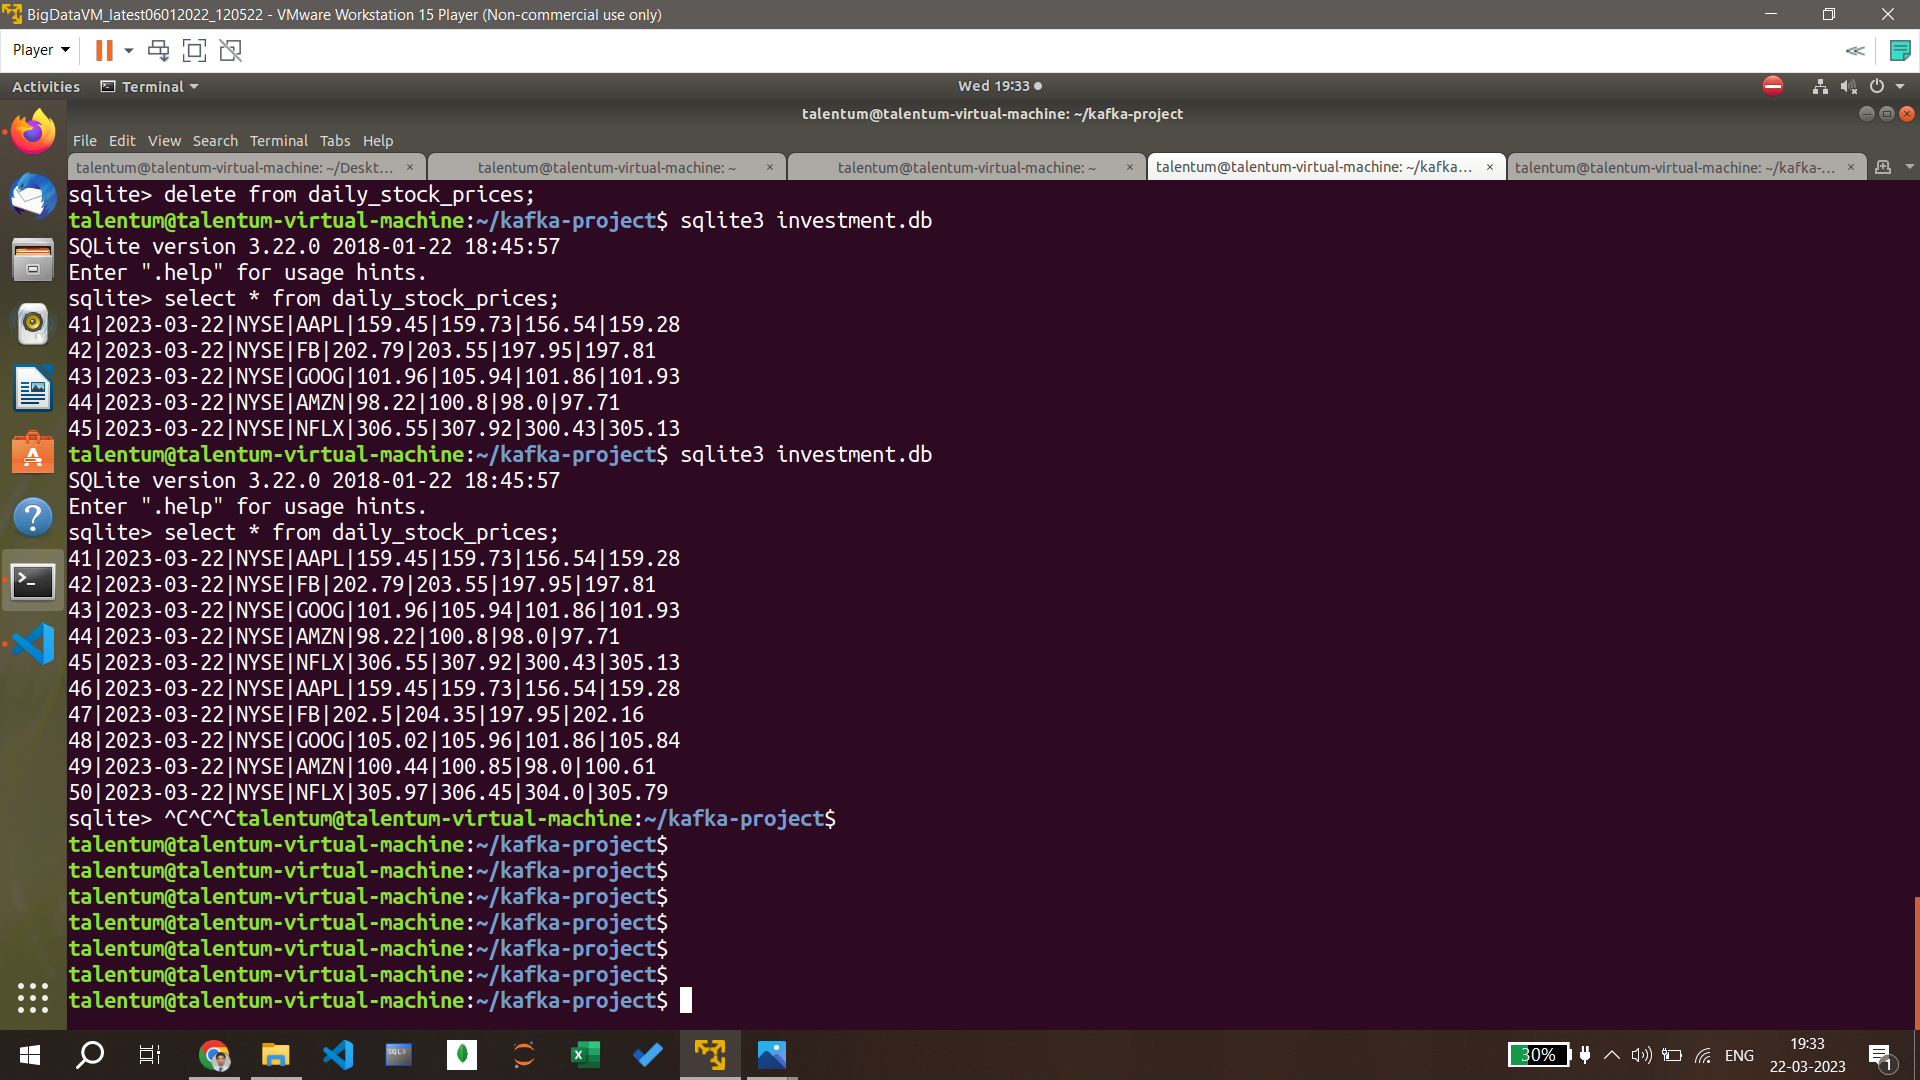 BigDataVM_latest06012022_120522 - VMware Workstation 15 Player (Non-commercial use only)
Player
Activities Terminal Wed 19:33
talentum@talentum-virtual-machine: ~/kafka-project
File Edit View Search Terminal Tabs Help
talentum@talentum-virtual-machine: ~/Deskt... talentum@talentum-virtual-machine: ~ talentum@talentum-virtual-machine: ~ talentum@talentum-virtual-machine: ~/kafka... talentum@talentum-virtual-machine: ~/kafka-...
sqlite> delete from daily_stock_prices;
talentum@talentum-virtual-machine:~/kafka-project$ sqlite3 investment.db
SQLite version 3.22.0 2018-01-22 18:45:57
Enter ".help" for usage hints.
sqlite> select * from daily_stock_prices;
41|2023-03-22|NYSE|AAPL|159.45|159.73|156.54|159.28
42|2023-03-22|NYSE|FB|202.79|203.55|197.95|197.81
43|2023-03-22|NYSE|GOOG|101.96|105.94|101.86|101.93
44|2023-03-22|NYSE|AMZN|98.22|100.8|98.0|97.71
45|2023-03-22|NYSE|NFLX|306.55|307.92|300.43|305.13
talentum@talentum-virtual-machine:~/kafka-project$ sqlite3 investment.db
SQLite version 3.22.0 2018-01-22 18:45:57
Enter ".help" for usage hints.
sqlite> select * from daily_stock_prices;
41|2023-03-22|NYSE|AAPL|159.45|159.73|156.54|159.28
42|2023-03-22|NYSE|FB|202.79|203.55|197.95|197.81
43|2023-03-22|NYSE|GOOG|101.96|105.94|101.86|101.93
44|2023-03-22|NYSE|AMZN|98.22|100.8|98.0|97.71
45|2023-03-22|NYSE|NFLX|306.55|307.92|300.43|305.13
46|2023-03-22|NYSE|AAPL|159.45|159.73|156.54|159.28
47|2023-03-22|NYSE|FB|202.5|204.35|197.95|202.16
48|2023-03-22|NYSE|GOOG|105.02|105.96|101.86|105.84
49|2023-03-22|NYSE|AMZN|100.44|100.85|98.0|100.61
50|2023-03-22|NYSE|NFLX|305.97|306.45|304.0|305.79
sqlite> ^C^C^Ctalentum@talentum-virtual-machine:~/kafka-project$
talentum@talentum-virtual-machine:~/kafka-project$
talentum@talentum-virtual-machine:~/kafka-project$
talentum@talentum-virtual-machine:~/kafka-project$
talentum@talentum-virtual-machine:~/kafka-project$
talentum@talentum-virtual-machine:~/kafka-project$
talentum@talentum-virtual-machine:~/kafka-project$
talentum@talentum-virtual-machine:~/kafka-project$
30% ENG 19:33
22-03-2023
1